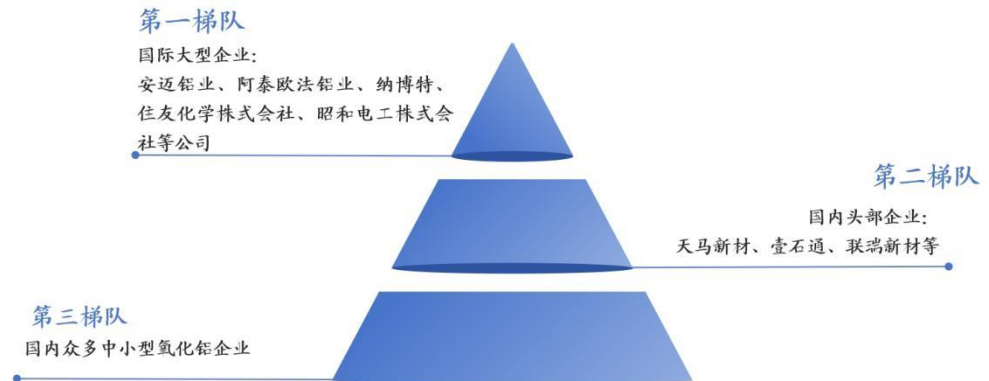 第一梯队
国际大型企业:
安迈铝业、阿泰欧法铝业、纳博特、
住友化学株式会社、昭和电工株式会
社等公司
第二梯队
国内头部企业:
天马新材、壹石通、联瑞新材等
第三梯队
国内众多中小型氧化铝企业